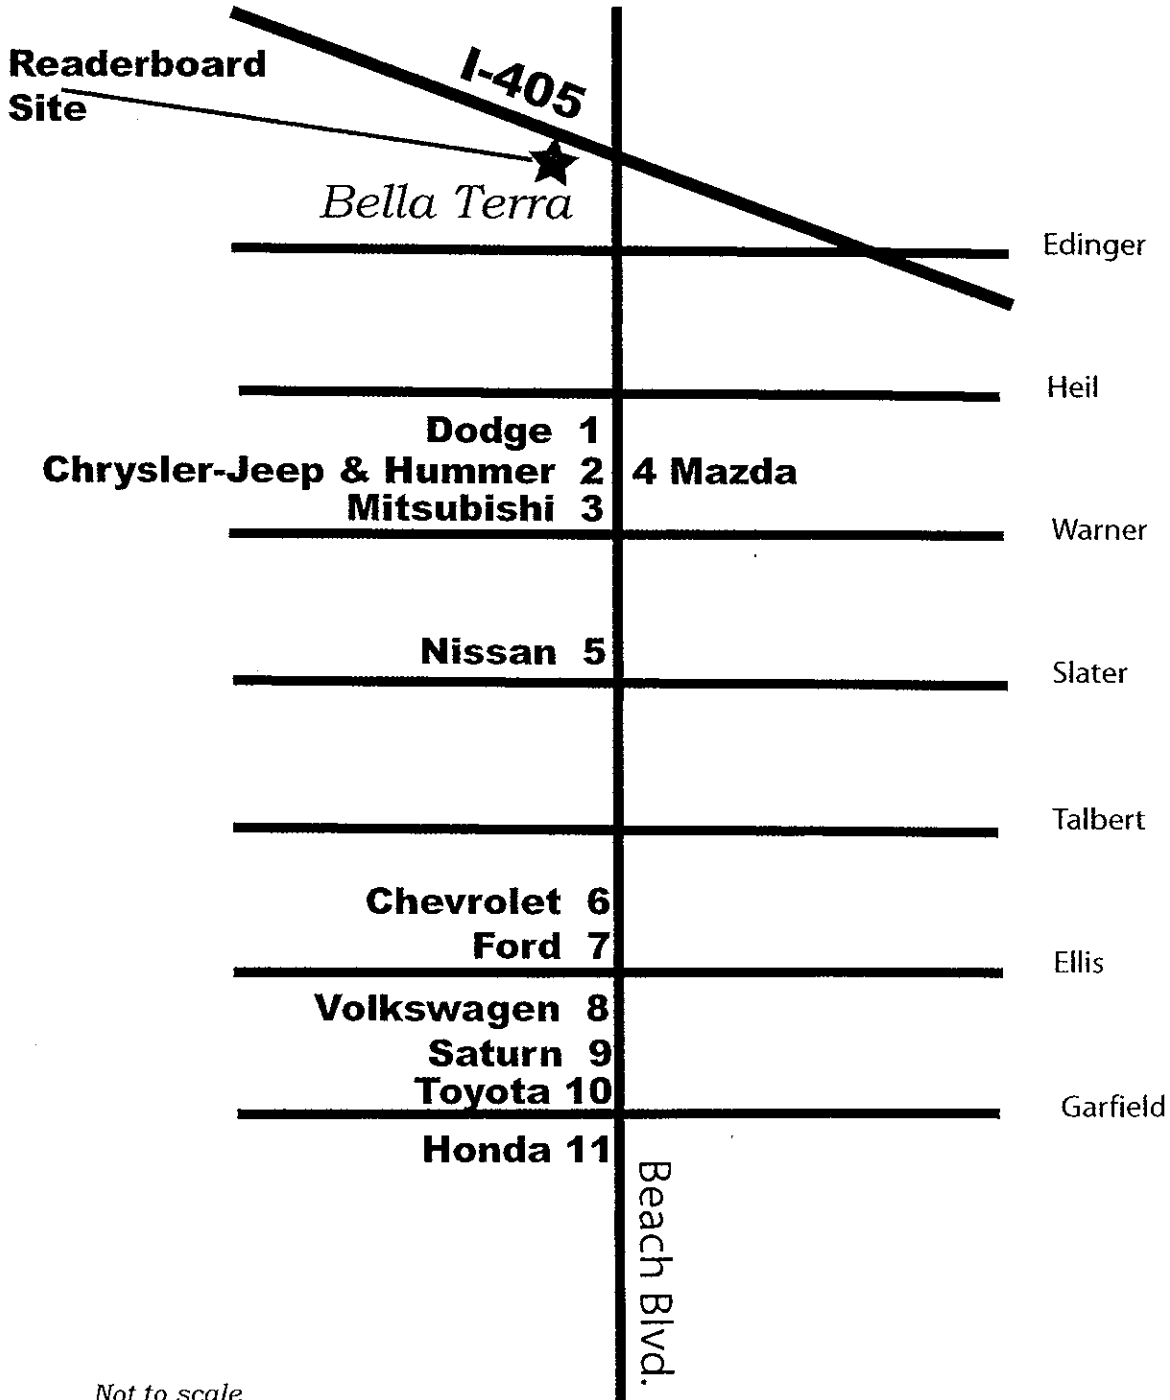 I-405
Readerboard
Site
Bella Terra
Edinger
Heil
Dodge 1
Chrysler-Jeep & Hummer 2
4 Mazda
Mitsubishi 3
Warner
Nissan 5
Slater
Talbert
Chevrolet 6
Ford 7
Ellis
Volkswagen 8
Saturn 9
Toyota 10
Garfield
Honda 11
Beach Blvd.
Not to scale